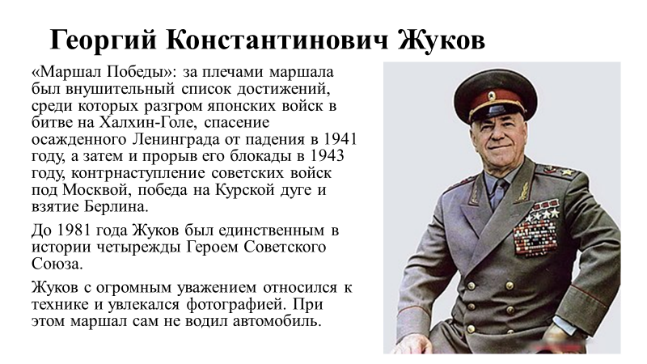 Георгий Константинович Жуков
«Маршал Победы»: за плечами маршала
был внушительный список достижений,
среди которых разгром японских войск в
битве на Халхин-Голе, спасение
осажденного Ленинграда от падения в 1941
году, а затем и прорыв его блокады в 1943
году, контрнаступление советских войск
под Москвой, победа на Курской дуге и
взятие Берлина.
До 1981 года Жуков был единственным в
истории четырежды Героем Советского
Союза.
Жуков с огромным уважением относился к
технике и увлекался фотографией. При
этом маршал сам не водил автомобиль.